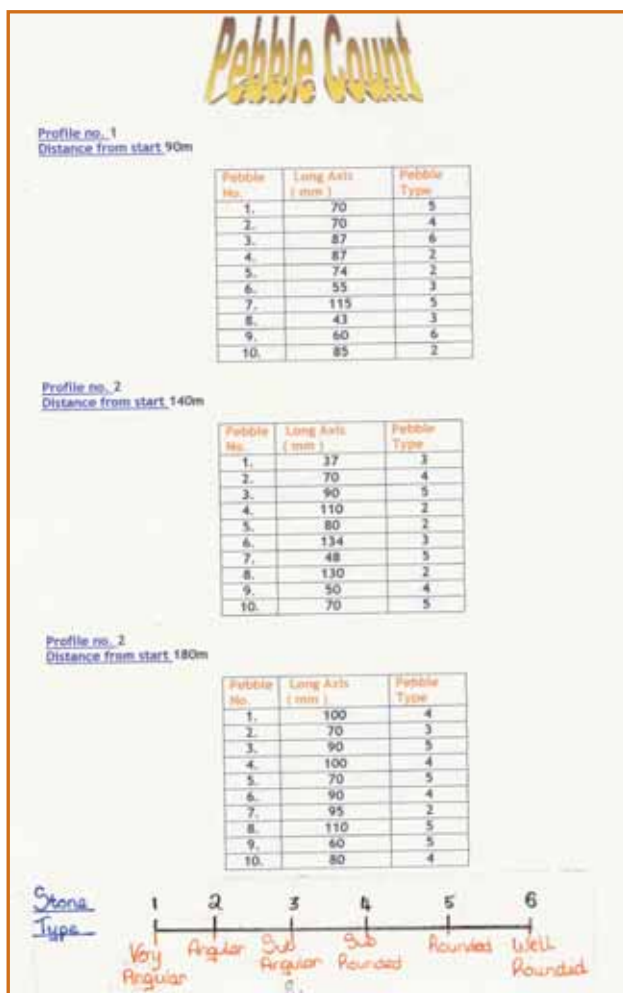 Pebble Count
Profile no. 1
Distance from start 90m
Pebble No. Long Axis ( mm ) Pebble Type
1. 70 5
2. 70 4
3. 87 6
4. 87 2
5. 74 2
6. 55 3
7. 115 5
8. 43 3
9. 60 6
10. 85 2
Profile no. 2
Distance from start 140m
Pebble No. Long Axis ( mm ) Pebble Type
1. 37 3
2. 70 4
3. 90 5
4. 110 2
5. 80 2
6. 134 3
7. 48 5
8. 130 2
9. 50 4
10. 70 5
Profile no. 2
Distance from start 180m
Pebble No. Long Axis ( mm ) Pebble Type
1. 100 4
2. 70 3
3. 90 5
4. 100 4
5. 70 5
6. 90 4
7. 95 2
8. 110 5
9. 60 5
10. 80 4
Stone Type
1 2 3 4 5 6
Very Angular
Angular
Sub Angular
Sub Rounded
Rounded
Well Rounded